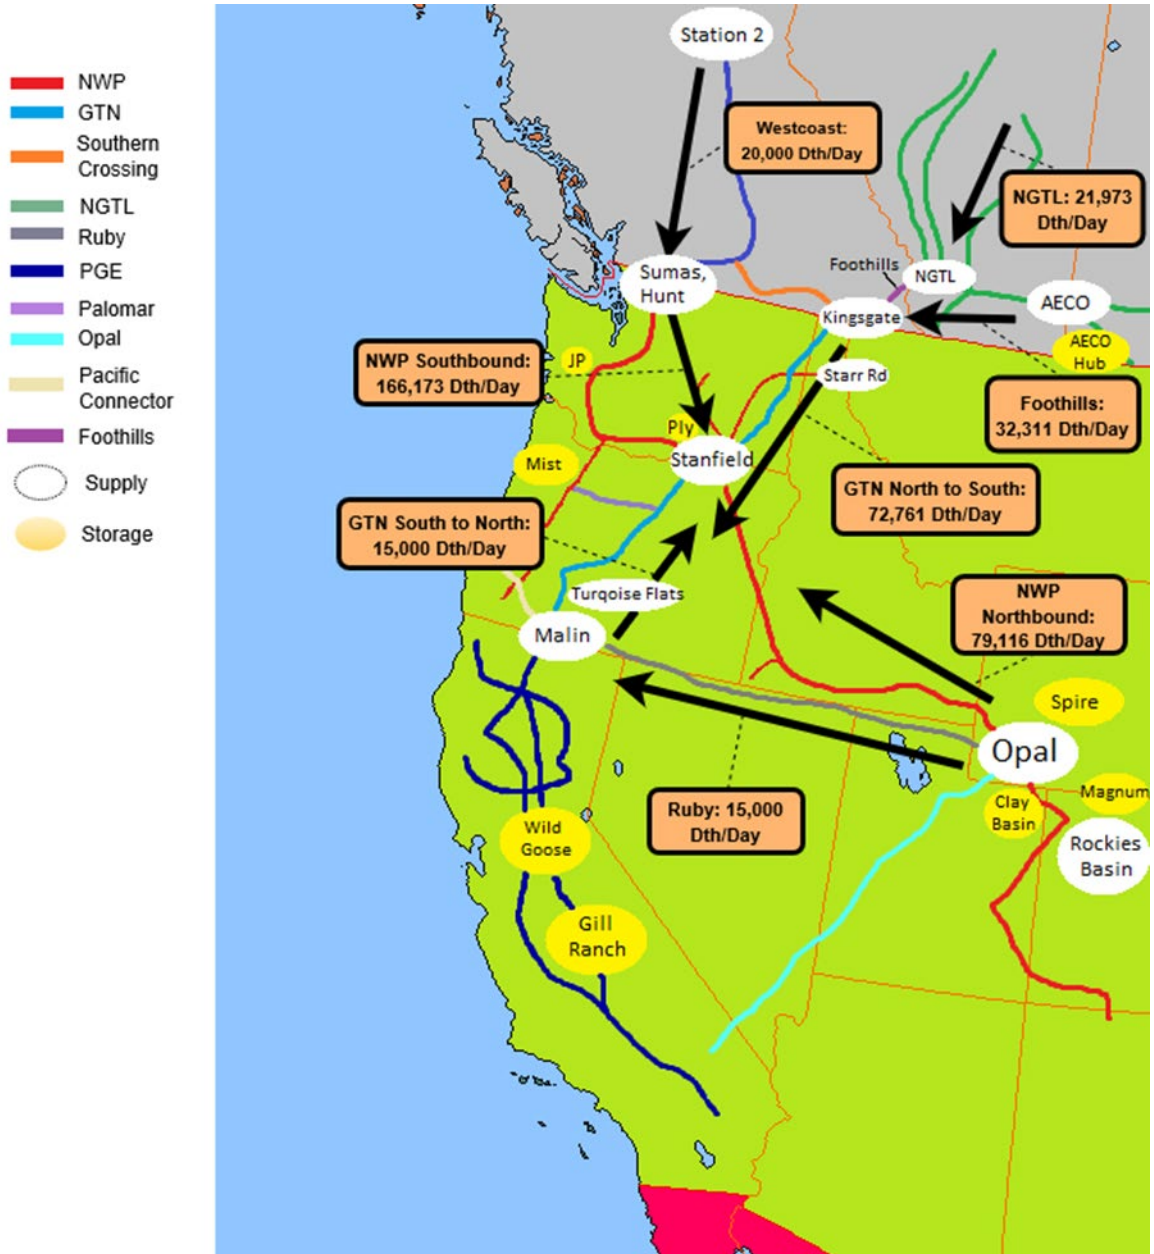 NWP
GTN
Southern
Crossing
NGTL
Ruby
PGE
Palomar
Opal
Pacific
Connector
Foothills
Supply
Storage
Station 2
Westcoast:
20,000 Dth/Day
NGTL: 21,973
Dth/Day
Foothills
NGTL
Sumas,
Hunt
AECO
Kingsgate
AECO
Hub
NWP Southbound:
166,173 Dth/Day
JP
Starr Rd
Foothills:
32,311 Dth/Day
Ply
Stanfield
Mist
GTN North to South:
72,761 Dth/Day
GTN South to North:
15,000 Dth/Day
Turqoise Flats
NWP
Northbound:
79,116 Dth/Day
Malin
Spire
Opal
Ruby: 15,000
Dth/Day
Clay
Basin
Magnum
Rockies
Basin
Wild
Goose
Gill
Ranch